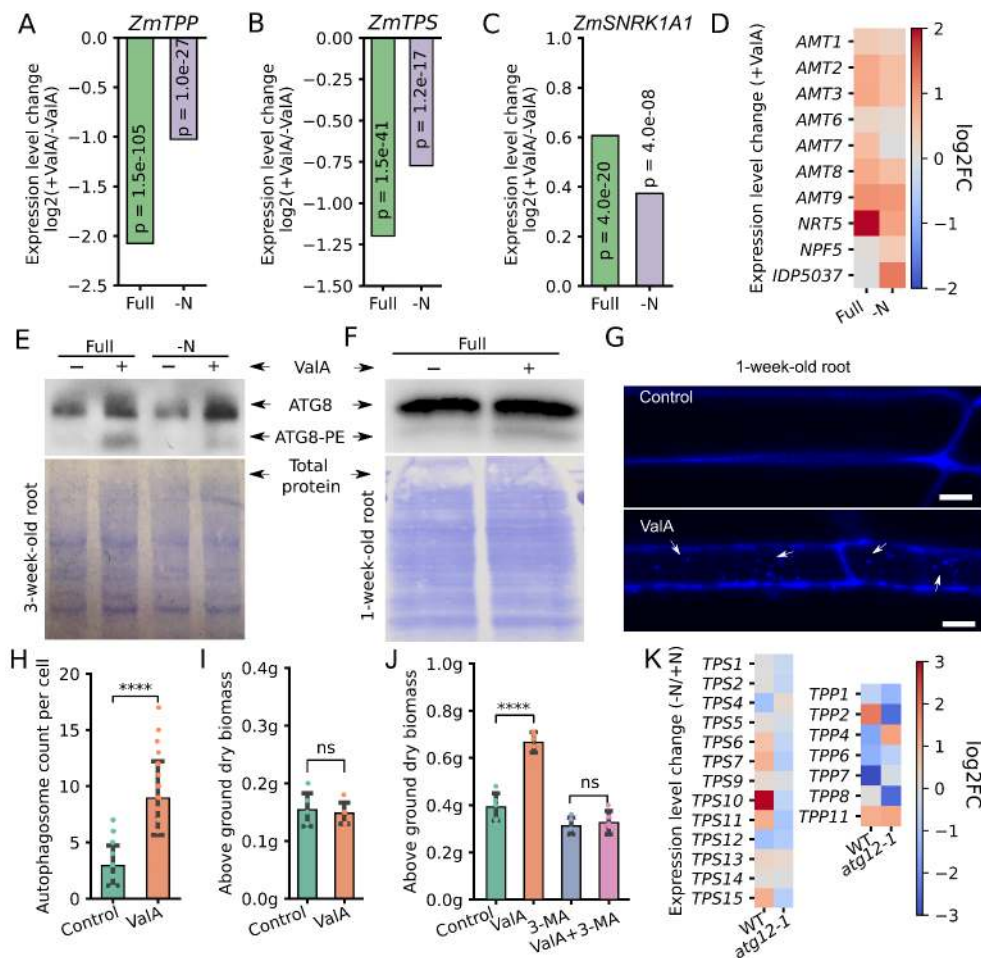 A
ZmTPP
Expression level change
log2(+ValA/-ValA)
0.0
−0.5
−1.0
−1.5
−2.0
−2.5
p = 1.5e-105
p = 1.0e-27
Full
-N
B
ZmTPS
Expression level change
log2(+ValA/-ValA)
0.00
−0.25
−0.50
−0.75
−1.00
−1.25
−1.50
p = 1.5e-41
p = 1.2e-17
Full
-N
C
ZmSNRK1A1
Expression level change
log2(+ValA/-ValA)
1.0
0.8
0.6
0.4
0.2
0.0
p = 4.0e-20
p = 4.0e-08
Full
-N
D
Expression level change (+ValA)
AMT1
AMT2
AMT3
AMT6
AMT7
AMT8
AMT9
NRT5
NPF5
IDP5037
Full
-N
2
1
0
−1
−2
log2FC
E
Full
-N
− + − +
ValA
ATG8
ATG8-PE
Total
protein
3-week-old root
F
Full
− +
1-week-old root
G
1-week-old root
Control
ValA
H
Autophagosome count per cell
20
15
10
5
0
****
Control
ValA
I
Above ground dry biomass
0.4g
0.3g
0.2g
0.1g
0g
ns
Control
ValA
J
Above ground dry biomass
1.0g
0.8g
0.6g
0.4g
0.2g
0g
****
ns
Control
ValA
3-MA
ValA+3-MA
K
Expression level change (-N/+N)
TPS1
TPS2
TPS4
TPS5
TPS6
TPS7
TPS9
TPS10
TPS11
TPS12
TPS13
TPS14
TPS15
WT
atg12-1
TPP1
TPP2
TPP4
TPP6
TPP7
TPP8
TPP11
WT
atg12-1
3
2
1
0
−1
−2
−3
log2FC